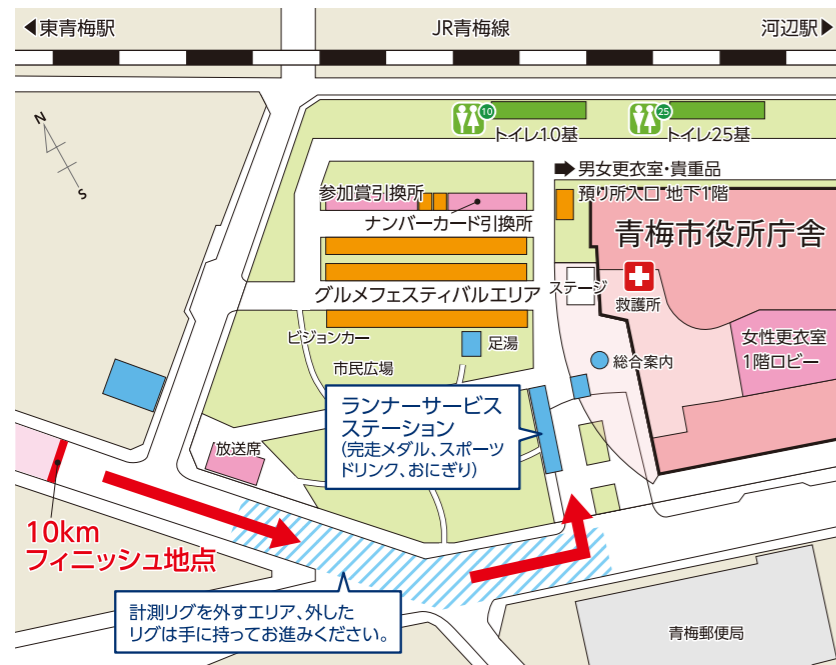 ◀東青梅駅
JR青梅線
河辺駅▶
N
S
10
トイレ10基
25
トイレ25基
➡男女更衣室・貴重品
預り所入口 地下1階
参加賞引換所
ナンバーカード引換所
青梅市役所庁舎
グルメフェスティバルエリア
ステージ
救護所
ビジョンカー
足湯
市民広場
総合案内
女性更衣室
1階ロビー
ランナーサービス
ステーション
(完走メダル、スポーツ
ドリンク、おにぎり)
放送席
10km
フィニッシュ地点
計測リグを外すエリア、外した
リグは手に持ってお進みください。
青梅郵便局